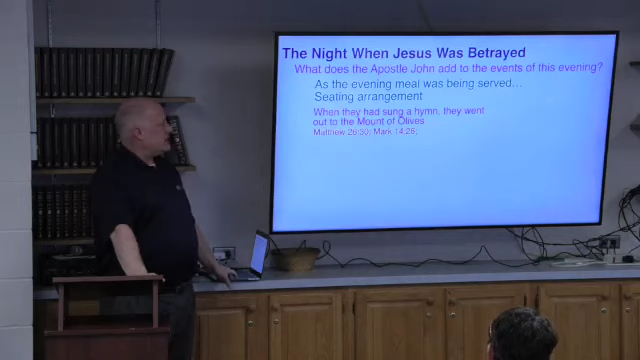 The Night When Jesus Was Betrayed
What does the Apostle John add to the events of this evening?
As the evening meal was being served…
Seating arrangement
When they had sung a hymn, they went
out to the Mount of Olives
Matthew 26:30; Mark 14:26;